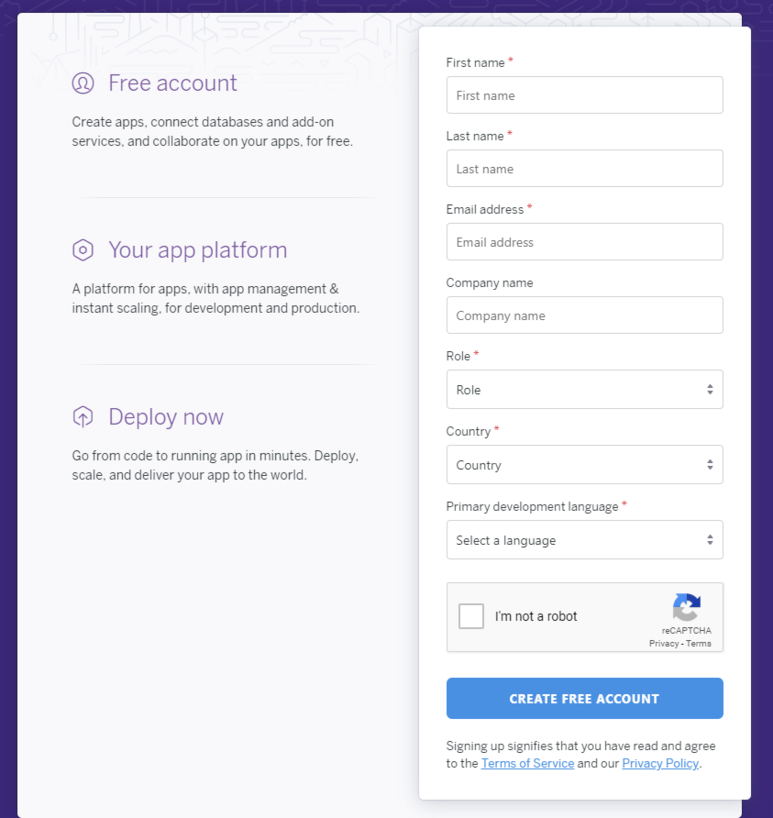 Free account
Create apps, connect databases and add-on
services, and collaborate on your apps, for free.
Your app platform
A platform for apps, with app management &
instant scaling, for development and production.
Deploy now
Go from code to running app in minutes. Deploy,
scale, and deliver your app to the world.
First name *
First name
Last name *
Last name
Email address *
Email address
Company name
Company name
Role *
Role
Country *
Country
Primary development language *
Select a language
I'm not a robot
reCAPTCHA
Privacy - Terms
CREATE FREE ACCOUNT
Signing up signifies that you have read and agree
to the Terms of Service and our Privacy Policy.